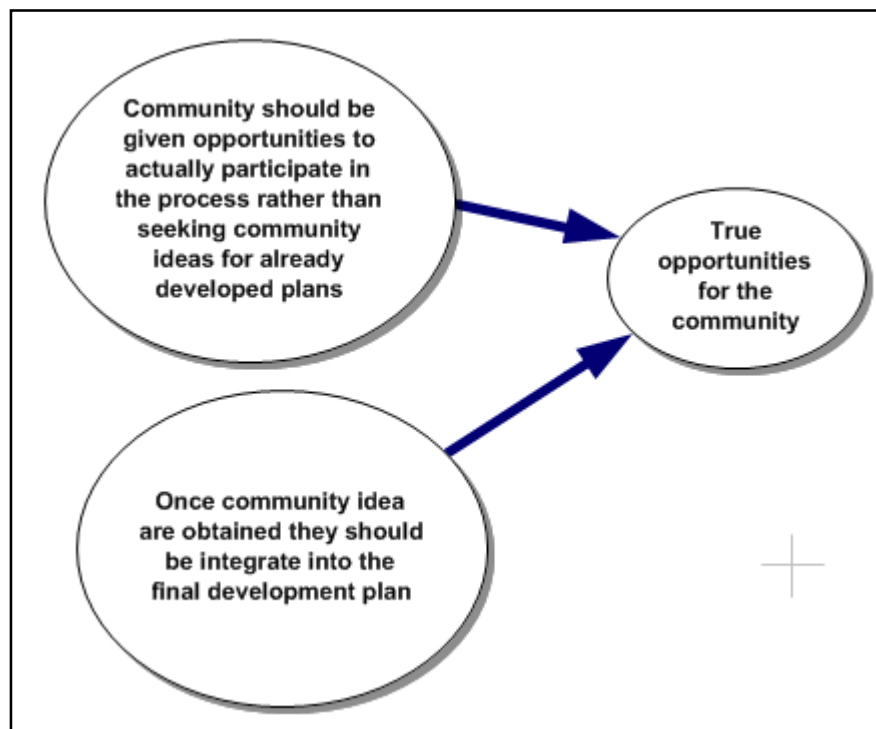 Community should be
given opportunities to
actually participate in
the process rather than
seeking community
ideas for already
developed plans
True
opportunities
for the
community
Once community idea
are obtained they should
be integrate into the
final development plan